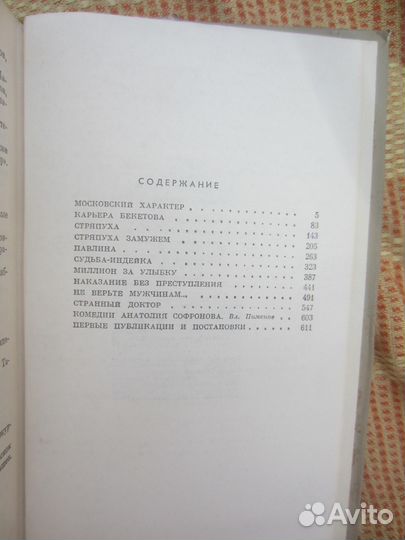 СОДЕРЖАНИЕ
МОСКОВСКИЙ ХАРАКТЕР . . . . . . . . 5
КАРЬЕРА БЕКЕТОВА . . . . . . . . . 83
СТРЯПУХА . . . . . . . . . . . . 143
СТРЯПУХА ЗАМУЖЕМ . . . . . . . . 205
ПАВЛИНА . . . . . . . . . . . . 263
СУДЬБА-ИНДЕЙКА . . . . . . . . . 323
МИЛЛИОН ЗА УЛЫБКУ . . . . . . . . 387
НАКАЗАНИЕ БЕЗ ПРЕСТУПЛЕНИЯ . . . . . 441
НЕ ВЕРЬТЕ МУЖЧИНАМ... . . . . . . . 491
СТРАННЫЙ ДОКТОР . . . . . . . . . 547
КОМЕДИИ АНАТОЛИЯ СОФРОНОВА. Вл. Пименов . . 603
ПЕРВЫЕ ПУБЛИКАЦИИ И ПОСТАНОВКИ . . . . 611
Avito